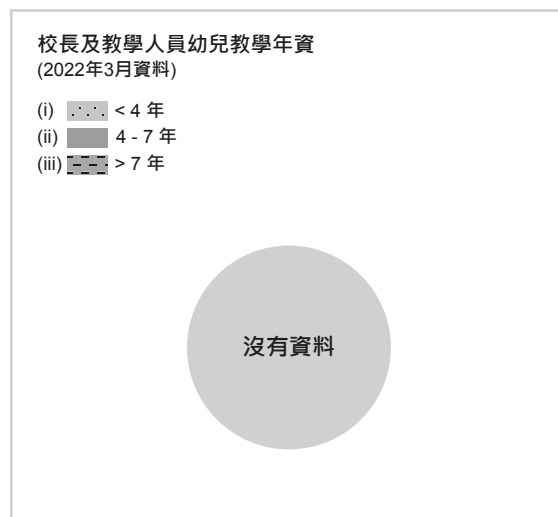 校長及教學人員幼兒教學年資
(2022年3月資料)
(i) < 4 年
(ii) 4 - 7 年
(iii) > 7 年
沒有資料